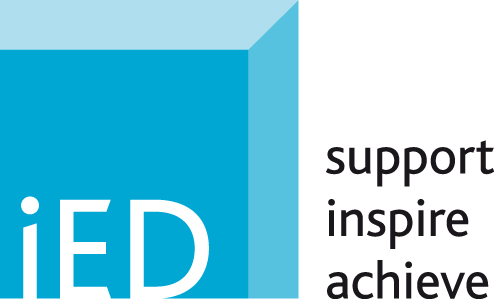 iED
support
inspire
achieve